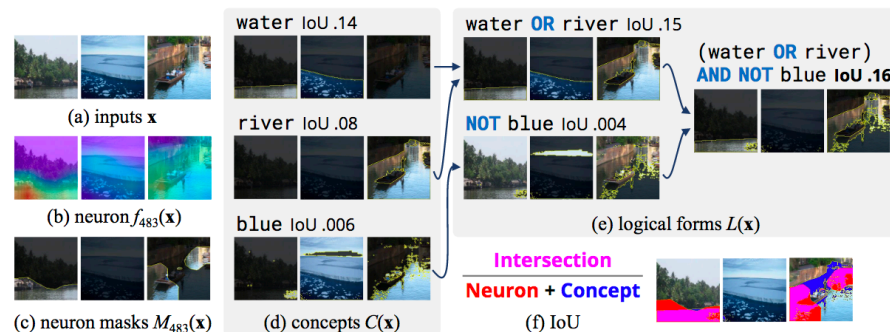 water IoU .14
water OR river IoU .15
(water OR river)
AND NOT blue IoU .16
(a) inputs x
river IoU .08
NOT blue IoU .004
(b) neuron f483(x)
(e) logical forms L(x)
blue IoU .006
Intersection
Neuron + Concept
(c) neuron masks M483(x)
(d) concepts C(x)
(f) IoU